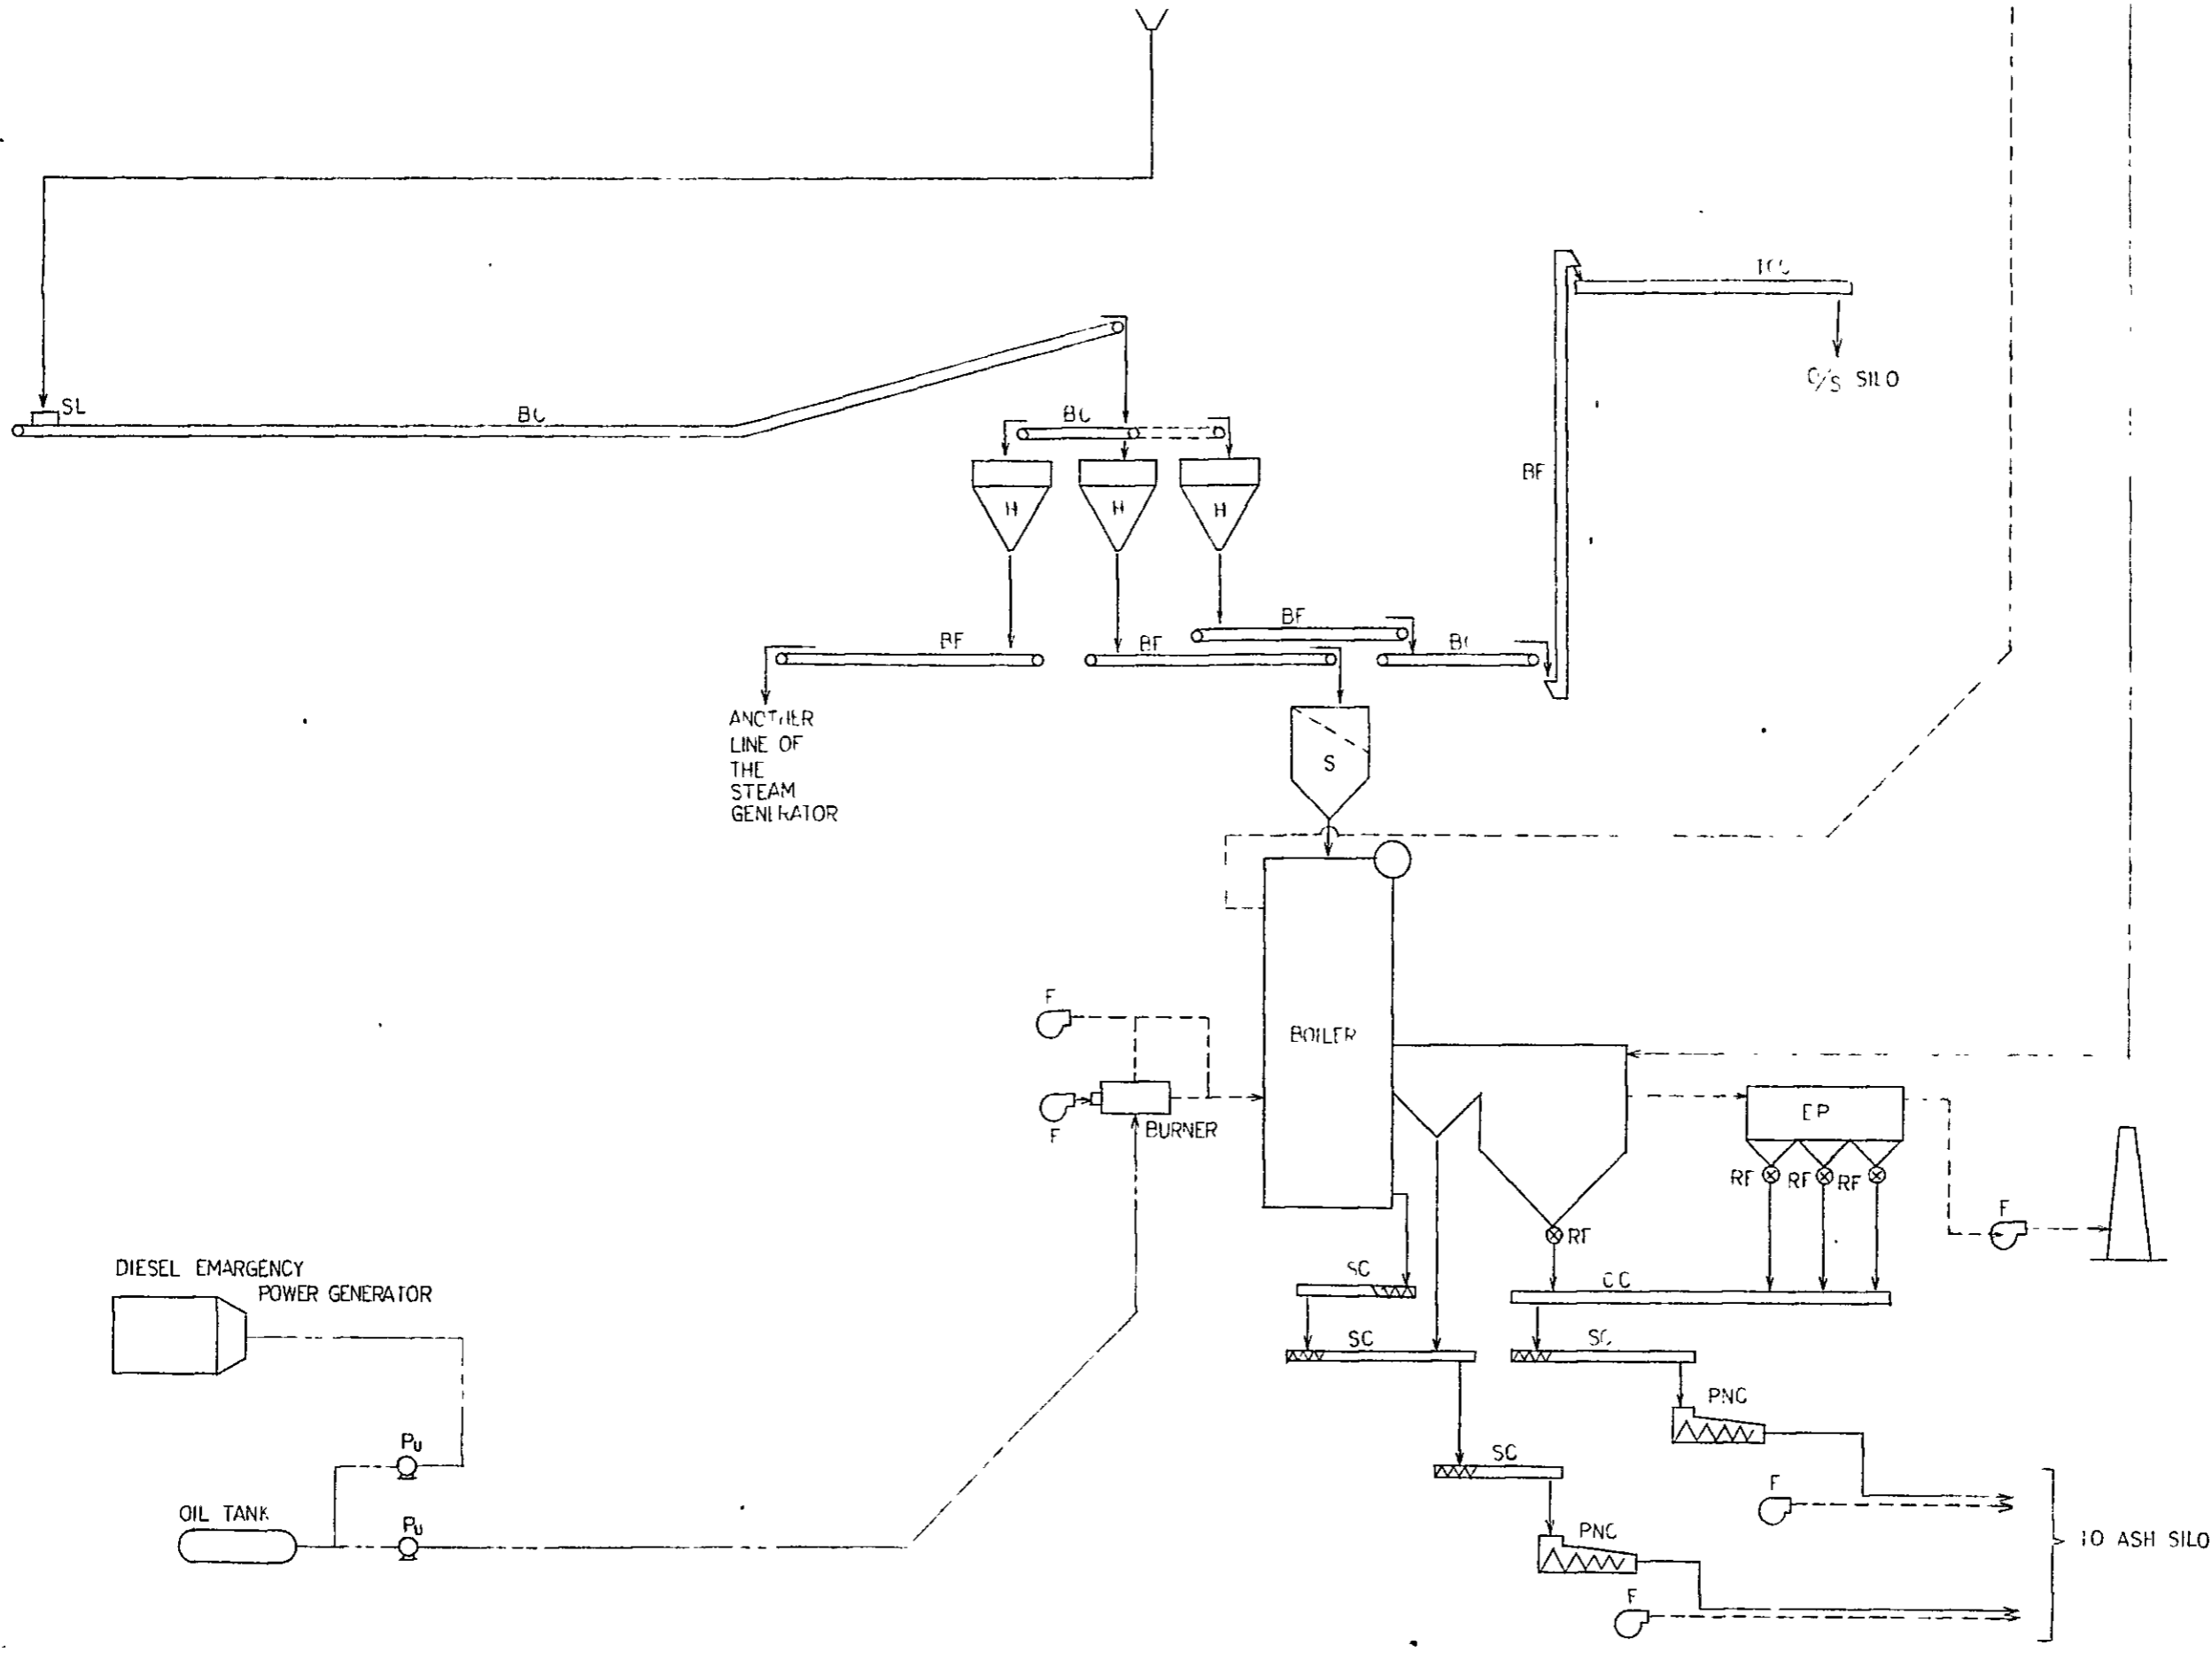 SL
BC
BC
H
H
H
C/S SILO
BF
BF
BF
BF
ANOTHER
LINE OF
THE
STEAM
GENERATOR
S
BOILER
F
F
BURNER
EP
RF
RF
RF
RF
F
DIESEL EMARGENCY
POWER GENERATOR
SC
CC
SC
SC
PNC
Pu
SC
F
OIL TANK
Pu
PNC
TO ASH SILO
F